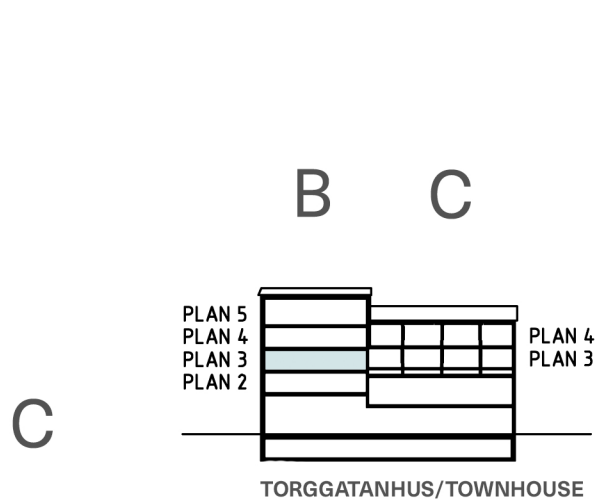 B C
PLAN 5
PLAN 4 PLAN 4
PLAN 3 PLAN 3
PLAN 2
C
TORGGATANHUS/TOWNHOUSE